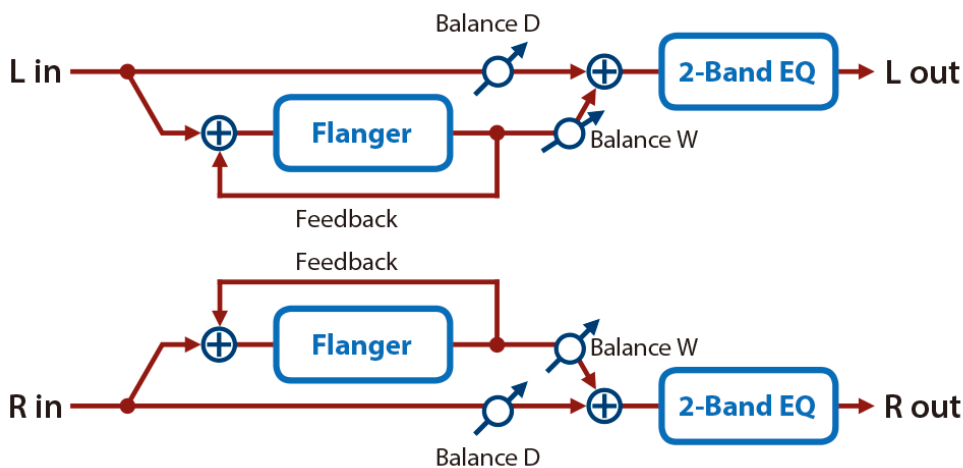 Balance D
L in
2-Band EQ
L out
Flanger
Balance W
Feedback
Feedback
Flanger
Balance W
R in
2-Band EQ
R out
Balance D